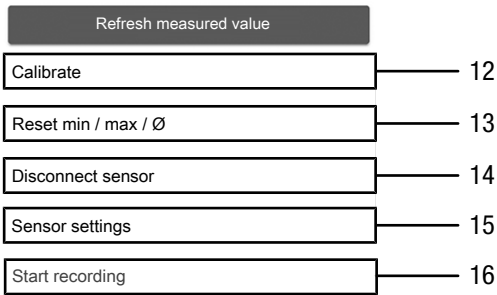 Refresh measured value
Calibrate 12
Reset min / max / Ø 13
Disconnect sensor 14
Sensor settings 15
Start recording 16